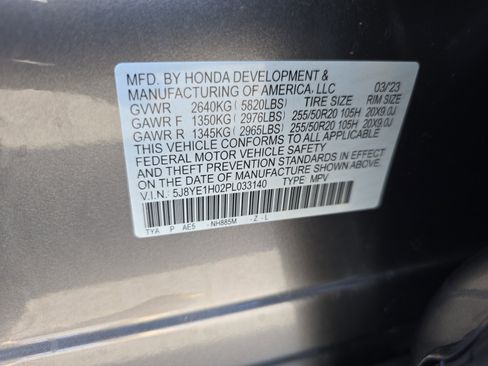 MFD. BY HONDA DEVELOPMENT &
MANUFACTURING OF AMERICA, LLC 03/'23
GVWR 2640KG(5820LBS) TIRE SIZE RIM SIZE
GAWR F 1350KG(2976LBS) 255/50R20 105H 20X9.0J
GAWR R 1345KG(2965LBS) 255/50R20 105H 20X9.0J
THIS VEHICLE CONFORMS TO ALL APPLICABLE
FEDERAL MOTOR VEHICLE SAFETY
AND THEFT PREVENTION STANDARDS IN EFFECT
ON THE DATE OF MANUFACTURE SHOWN ABOVE.
V.I.N.: 5J8YE1H02PL033140 TYPE: MPV
TYA P AE5 -NH885M -Z-L